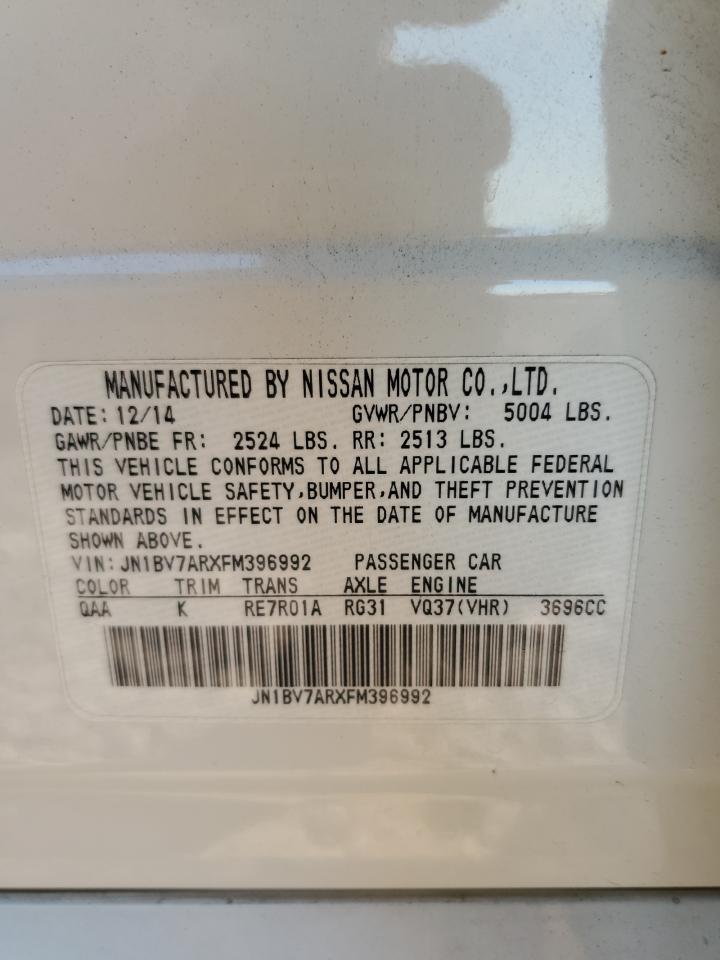 MANUFACTURED BY NISSAN MOTOR CO.,LTD.
DATE: 12/14 GVWR/PNBV: 5004 LBS.
GAWR/PNBE FR: 2524 LBS. RR: 2513 LBS.
THIS VEHICLE CONFORMS TO ALL APPLICABLE FEDERAL
MOTOR VEHICLE SAFETY,BUMPER,AND THEFT PREVENTION
STANDARDS IN EFFECT ON THE DATE OF MANUFACTURE
SHOWN ABOVE.
VIN: JN1BV7ARXFM396992 PASSENGER CAR
COLOR TRIM TRANS AXLE ENGINE
QAA K RE7R01A RG31 VQ37(VHR) 3696CC
JN1BV7ARXFM396992